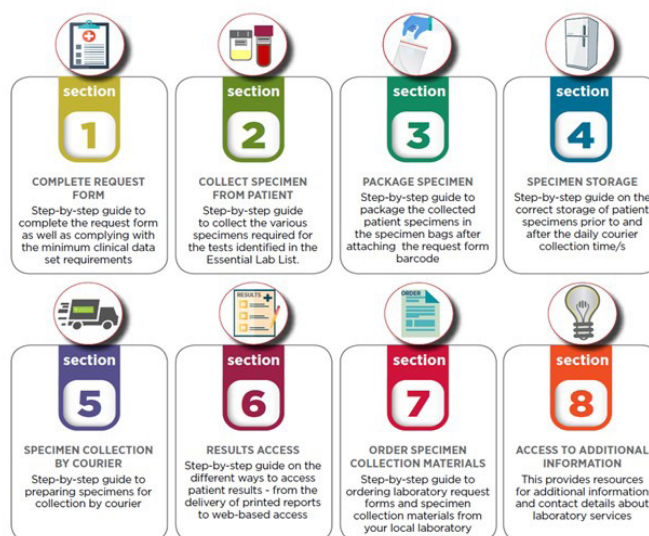 section
1
COMPLETE REQUEST
FORM
Step-by-step guide to
complete the request form
as well as complying with
the minimum clinical data
set requirements
section
2
COLLECT SPECIMEN
FROM PATIENT
Step-by-step guide
to collect the various
specimens required for
the tests identified in the
Essential Lab List.
section
3
PACKAGE SPECIMEN
Step-by-step guide to
package the collected
patient specimens in
the specimen bags after
attaching the request form
barcode
section
4
SPECIMEN STORAGE
Step-by-step guide on the
correct storage of patient
specimens prior to and
after the daily courier
collection time/s
section
5
SPECIMEN COLLECTION
BY COURIER
Step-by-step guide to
preparing specimens for
collection by courier
RESULTS
section
6
RESULTS ACCESS
Step-by-step guide on the
different ways to access
patient results - from the
delivery of printed reports
to web-based access
ORDER
section
7
ORDER SPECIMEN
COLLECTION MATERIALS
Step-by-step guide to
ordering laboratory request
forms and specimen
collection materials from
your local laboratory
section
8
ACCESS TO ADDITIONAL
INFORMATION
This provides resources
for additional information
and contact details about
laboratory services